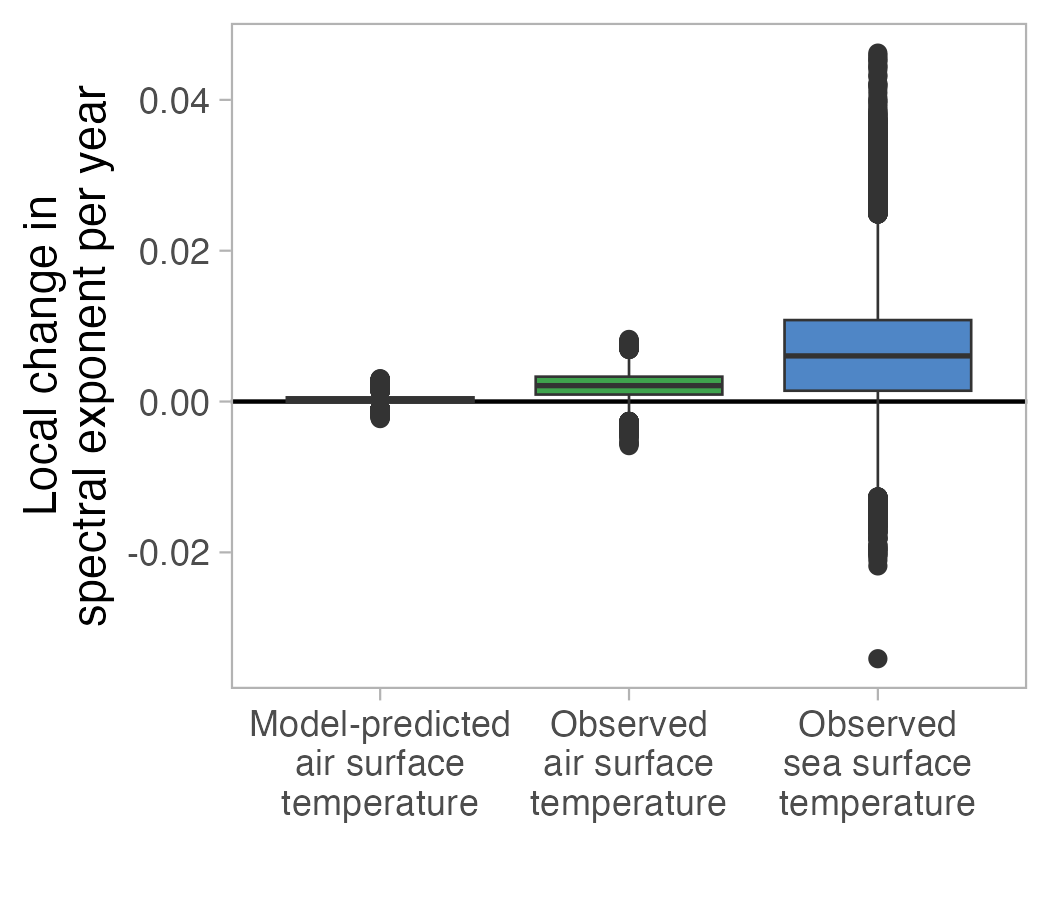 Local change in
spectral exponent per year
0.04
0.02
0.00
-0.02
Model-predicted
air surface
temperature
Observed
air surface
temperature
Observed
sea surface
temperature